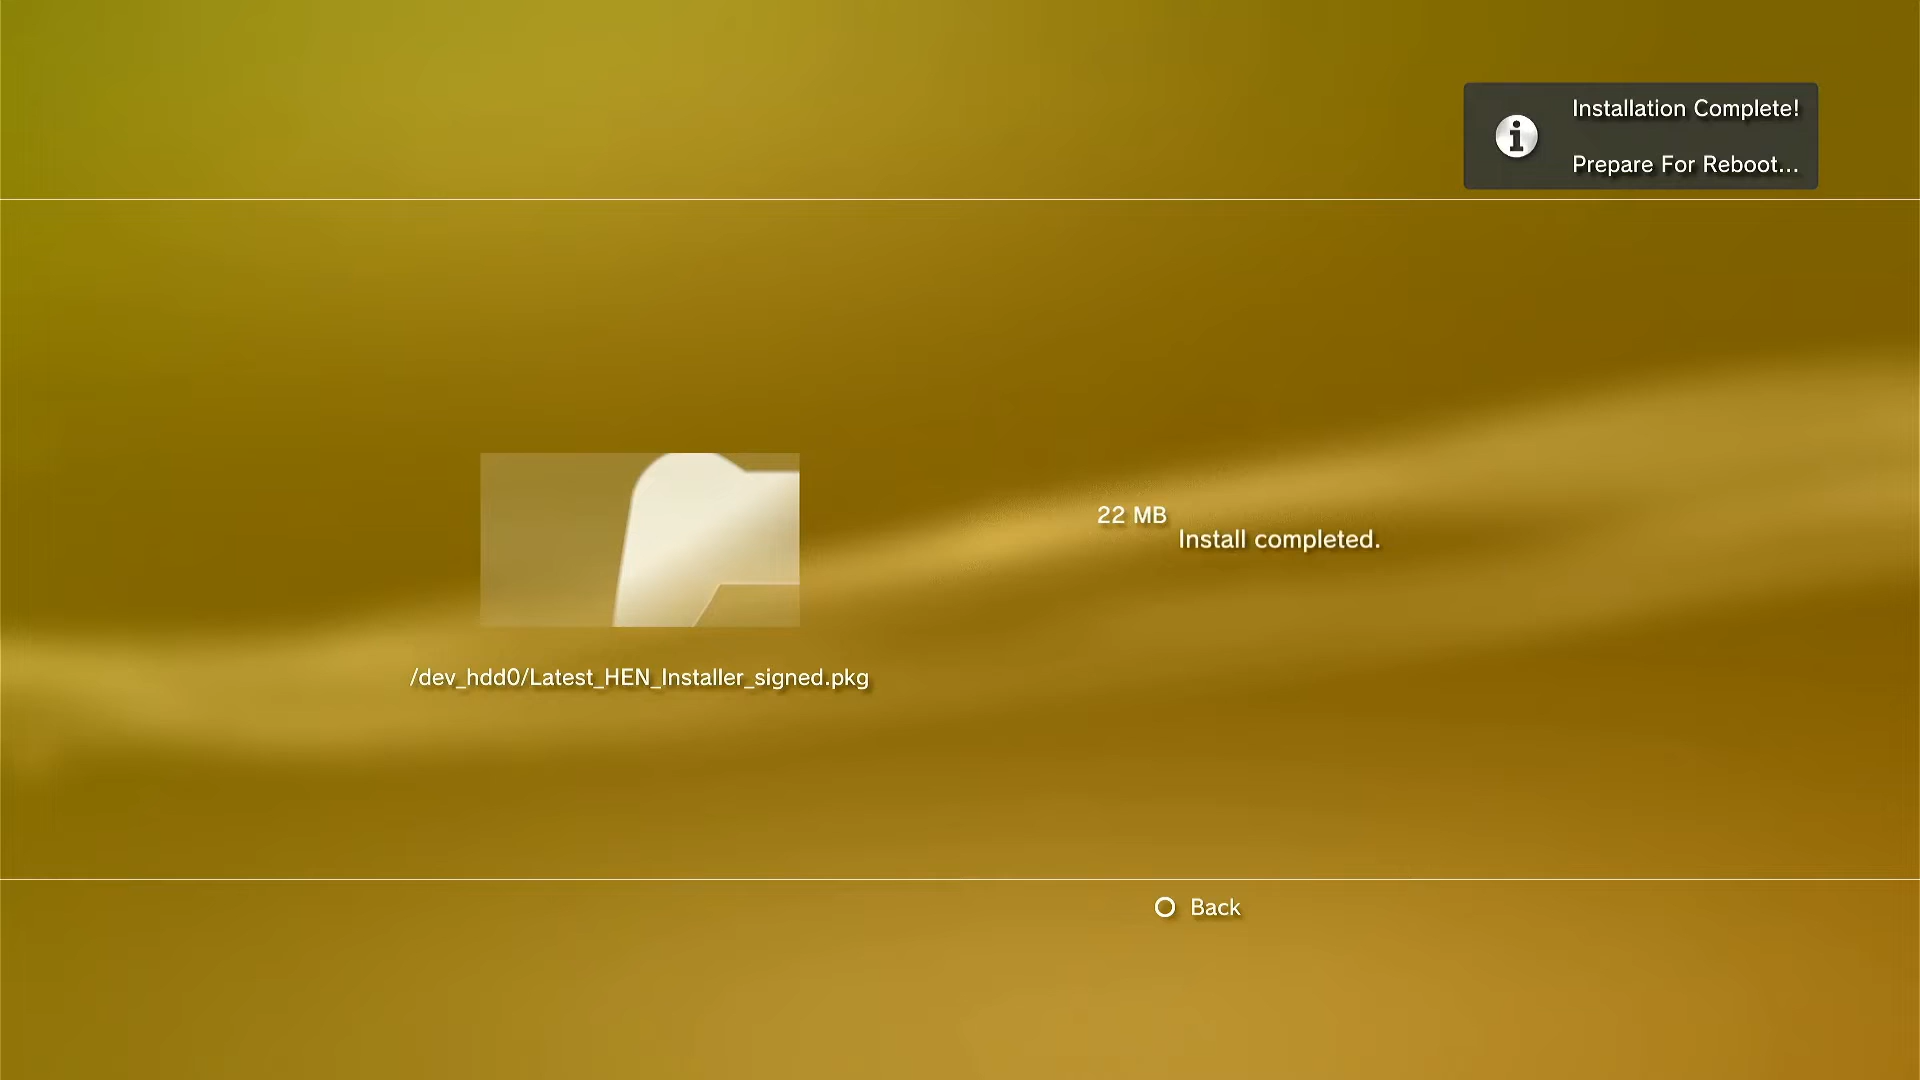 Installation Complete!
Prepare For Reboot...
22 MB
Install completed.
/dev_hdd0/Latest_HEN_Installer_signed.pkg
Back